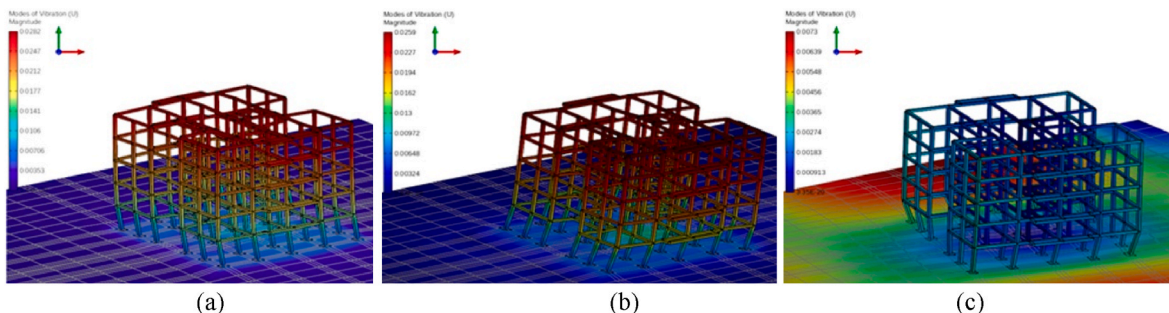 Modes of Vibration (U)
Magnitude
0.0282
0.0247
0.0212
0.0177
0.0141
0.0106
0.00706
0.00353
(a)
Modes of Vibration (U)
Magnitude
0.0259
0.0227
0.0194
0.0162
0.013
0.00972
0.00648
0.00324
(b)
Modes of Vibration (U)
Magnitude
0.0073
0.00639
0.00548
0.00456
0.00365
0.00274
0.00183
0.000913
(c)